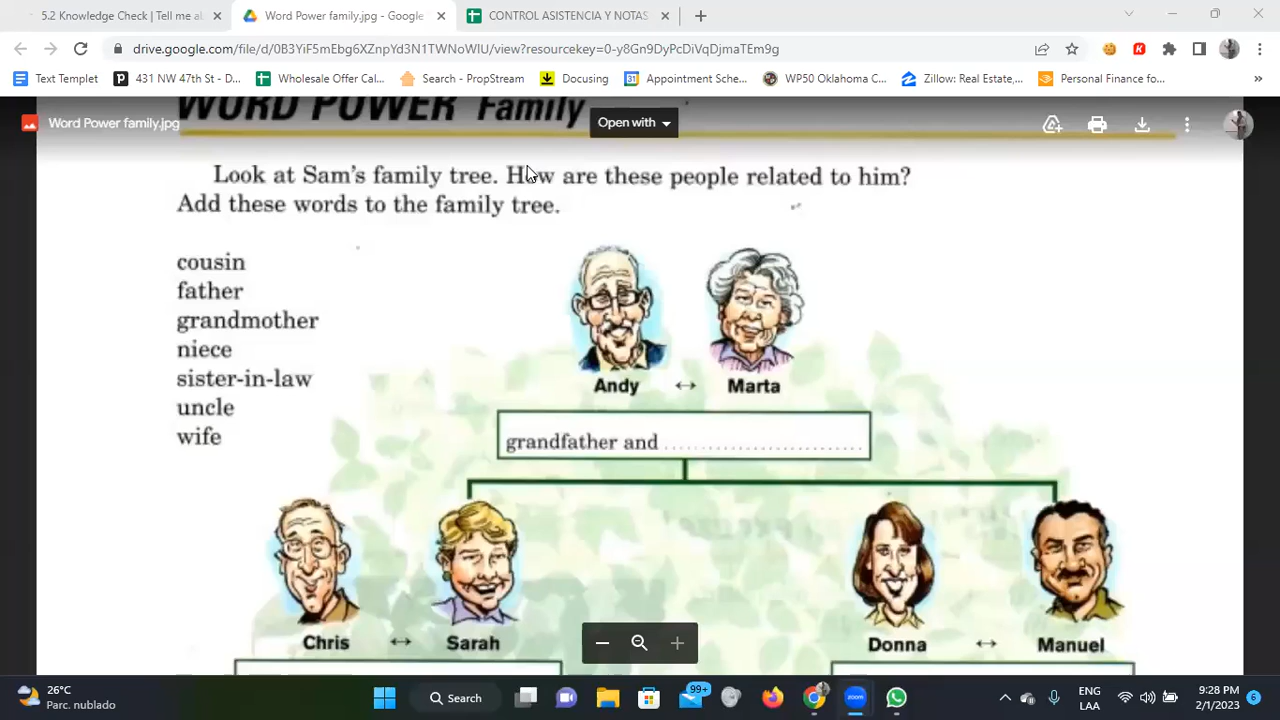 5.2 Knowledge Check | Tell me ab
Word Power family.jpg - Google
CONTROL ASISTENCIA Y NOTAS
drive.google.com/file/d/0B3YiF5mEbg6XZnpYd3N1TWNoWlU/view?resourcekey=0-y8Gn9DyPcDiVqDjmaTEm9g
Text Templet
431 NW 47th St - D...
Wholesale Offer Cal...
Search - PropStream
Docusing
Appointment Sche...
WP50 Oklahoma C...
Zillow: Real Estate,...
Personal Finance fo...
WORD POWER Family
Word Power family.jpg
Open with
Look at Sam's family tree. How are these people related to him?
Add these words to the family tree.
cousin
father
grandmother
niece
sister-in-law
uncle
wife
Andy ↔ Marta
grandfather and ............................
Chris ↔ Sarah
Donna ↔ Manuel
26°C
Parc. nublado
Search
99+
zoom
ENG
LAA
9:28 PM
2/1/2023
6